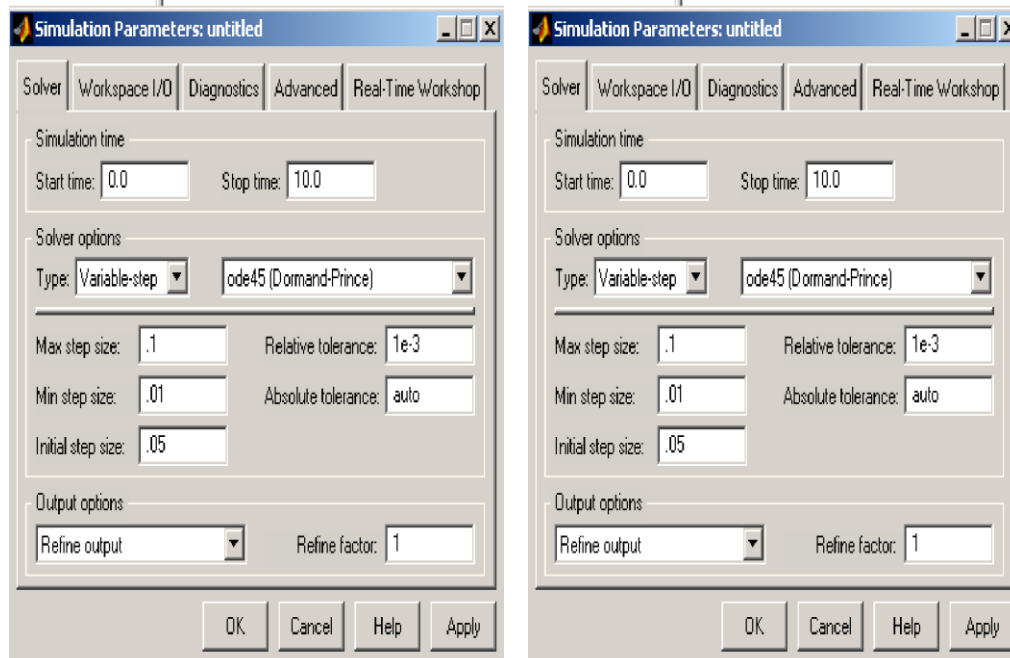 Simulation Parameters: untitled
Solver Workspace I/O Diagnostics Advanced Real-Time Workshop
Simulation time
Start time: 0.0 Stop time: 10.0
Solver options
Type: Variable-step ode45 (Dormand-Prince)
Max step size: .1 Relative tolerance: 1e-3
Min step size: .01 Absolute tolerance: auto
Initial step size: .05
Output options
Refine output Refine factor: 1
OK Cancel Help Apply
Simulation Parameters: untitled
Solver Workspace I/O Diagnostics Advanced Real-Time Workshop
Simulation time
Start time: 0.0 Stop time: 10.0
Solver options
Type: Variable-step ode45 (Dormand-Prince)
Max step size: .1 Relative tolerance: 1e-3
Min step size: .01 Absolute tolerance: auto
Initial step size: .05
Output options
Refine output Refine factor: 1
OK Cancel Help Apply